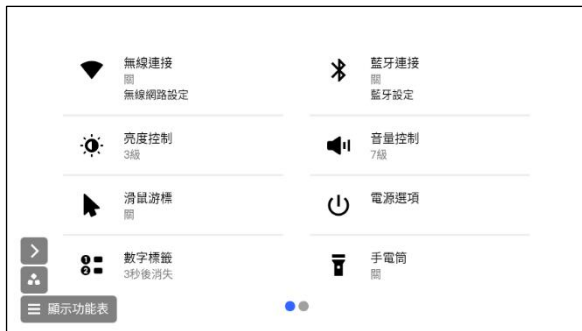 無線連接
關
無線網路設定
藍牙連接
關
藍牙設定
亮度控制
3級
音量控制
7級
滑鼠游標
關
電源選項
數字標籤
3秒後消失
手電筒
關
顯示功能表